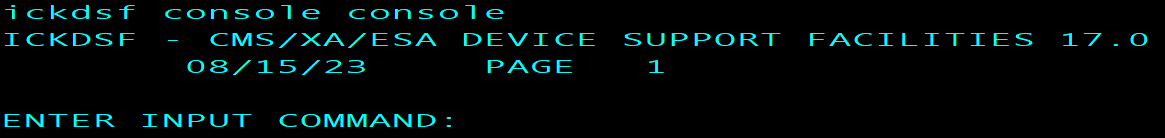 ickdsf console console
ICKDSF - CMS/XA/ESA DEVICE SUPPORT FACILITIES 17.0
08/15/23 PAGE 1
ENTER INPUT COMMAND: